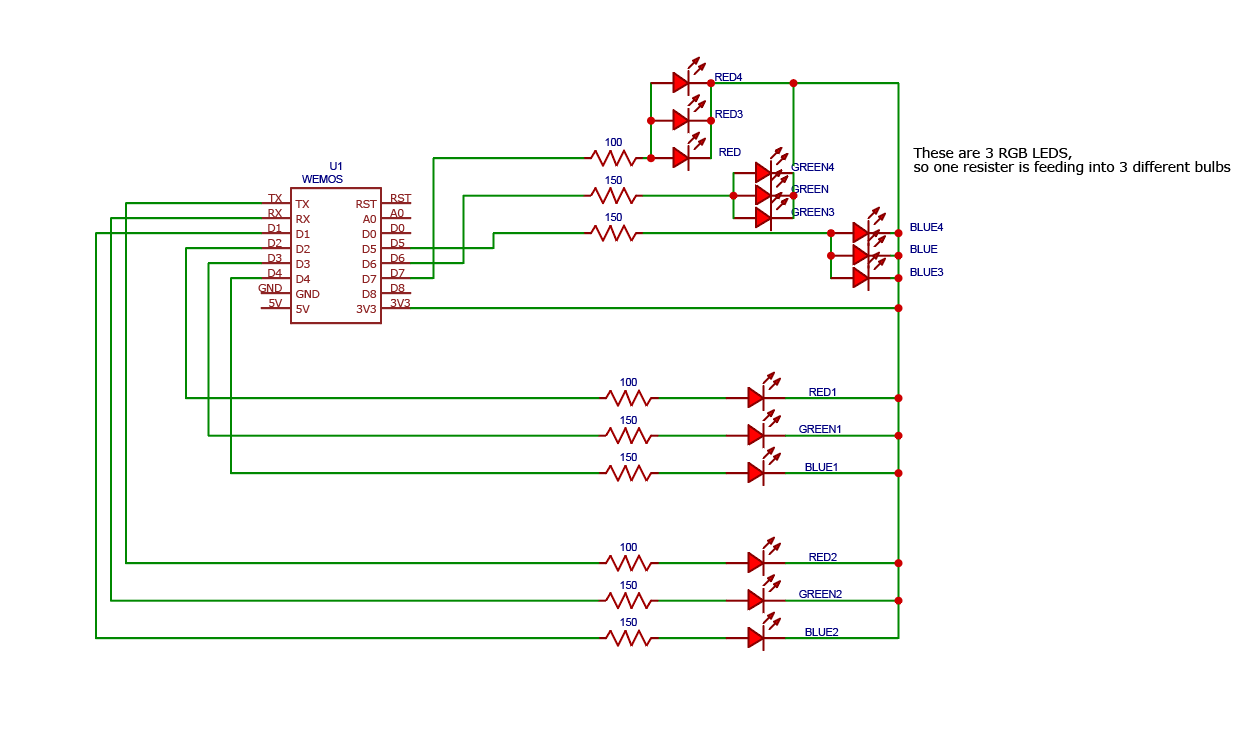 RED4
RED3
RED
100
150
150
GREEN4
GREEN
GREEN3
These are 3 RGB LEDS,
so one resister is feeding into 3 different bulbs
BLUE4
BLUE
BLUE3
U1
WEMOS
TX TX RST RST
RX RX A0 A0
D1 D1 D0 D0
D2 D2 D5 D5
D3 D3 D6 D6
D4 D4 D7 D7
GND GND D8 D8
5V 5V 3V3 3V3
100 RED1
150 GREEN1
150 BLUE1
100 RED2
150 GREEN2
150 BLUE2